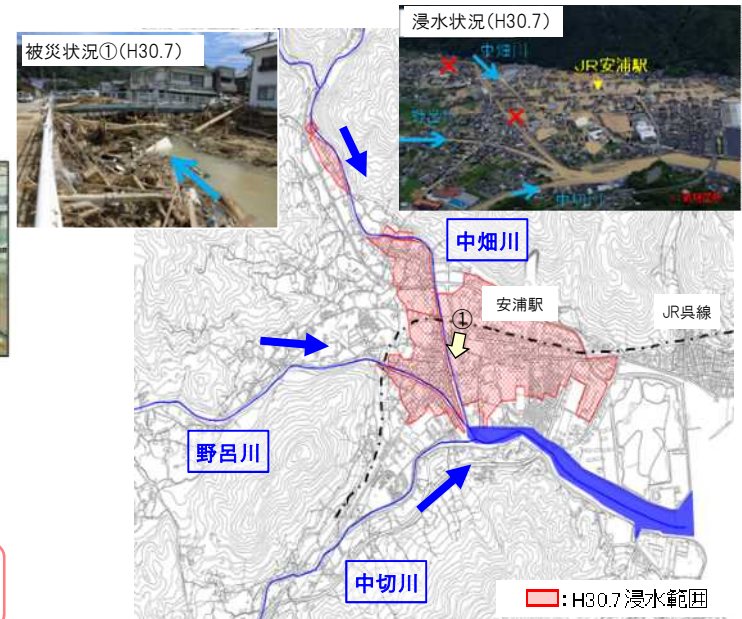 被災状況①(H30.7)
浸水状況(H30.7)
中畑川
JR安浦駅
野呂川
中切川
中畑川
安浦駅
①
JR呉線
野呂川
中切川
：H30.7浸水範囲